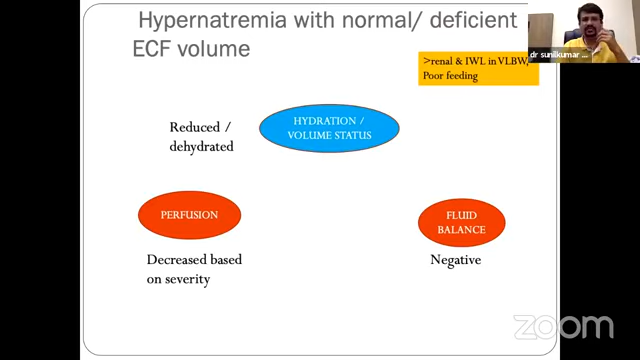 Hypernatremia with normal/ deficient
ECF volume
dr sunilkumar ...
>renal & IWL in VLBW,
Poor feeding
HYDRATION /
VOLUME STATUS
Reduced /
dehydrated
PERFUSION
FLUID
BALANCE
Decreased based
on severity
Negative
zoom